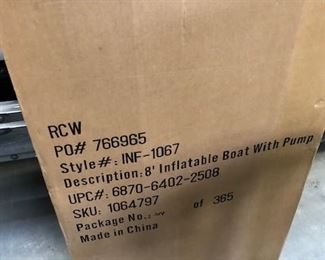 RCW
PO# 766965
Style#: INF-1067
Description: 8' Inflatable Boat With Pump
UPC#: 6870-6402-2508
SKU: 1064797
Package No.: of 365
Made in China